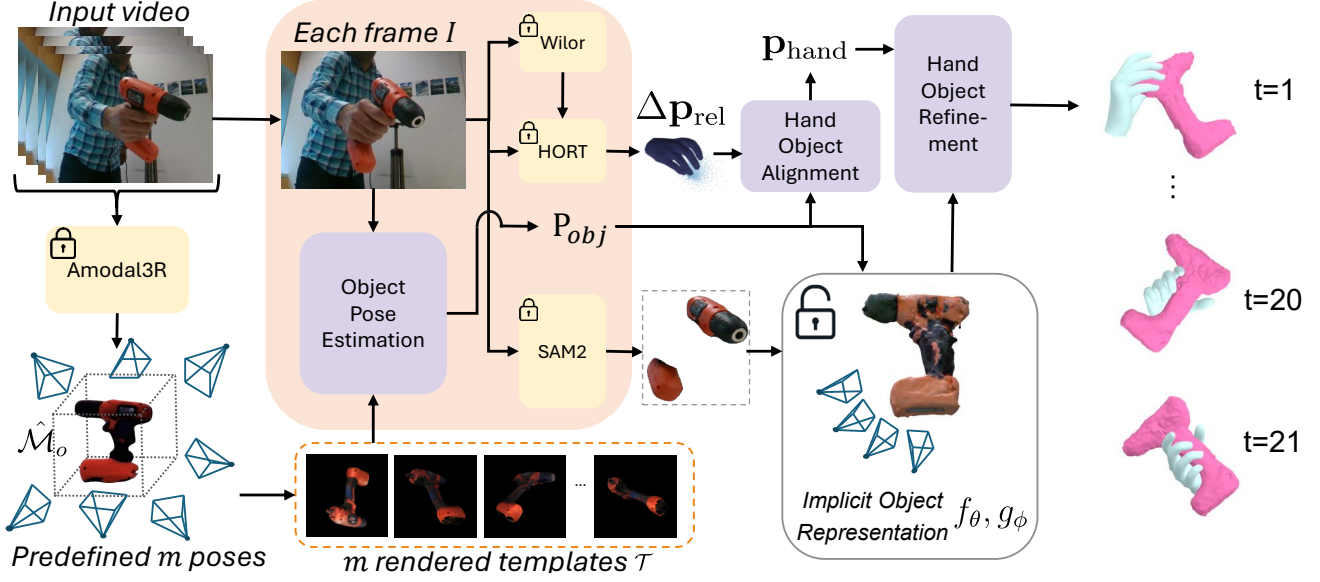 Input video
Each frame I
Wilor
HORT
Δp_rel
p_hand
Hand
Object
Alignment
Hand
Object
Refine-
ment
t=1
⋮
Amodal3R
Object
Pose
Estimation
P_obj
SAM2
t=20
t=21
M̂_o
Predefined m poses
...
m rendered templates 𝒯
Implicit Object
Representation f_θ, g_ϕ